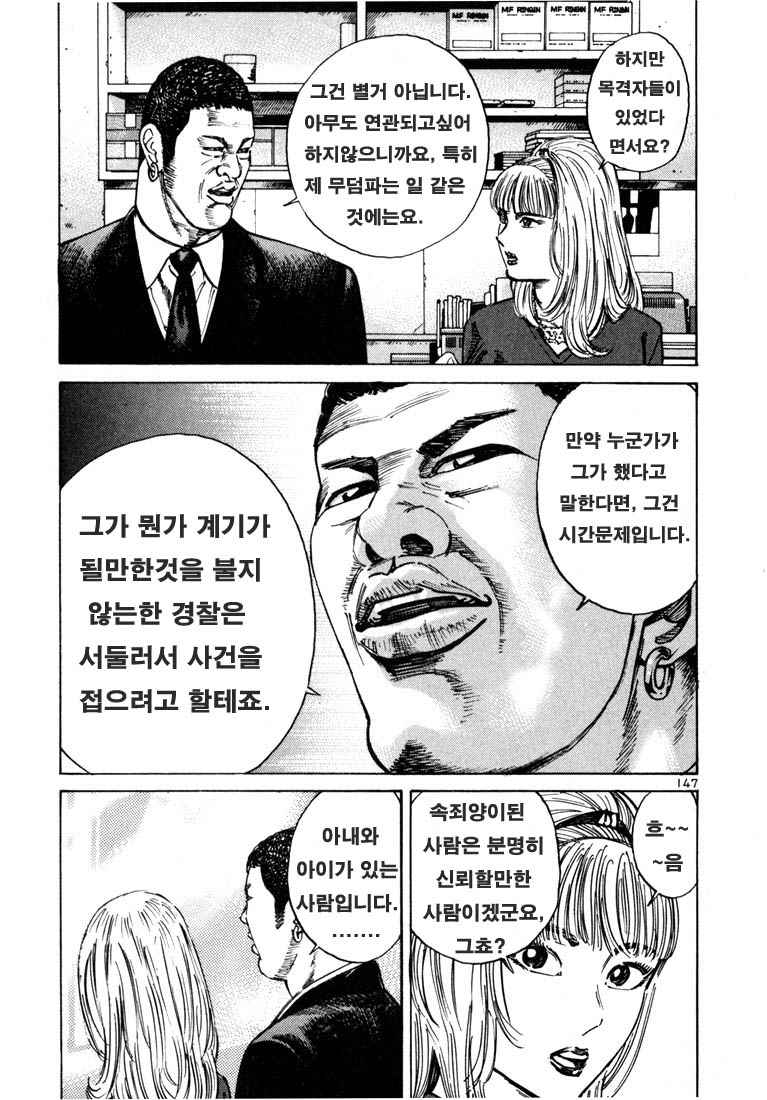 MF RINGIN
MF RINGIN
MF RINGIN
MF RINGIN
하지만
목격자들이
있었다
면서요?
그건 별거 아닙니다.
아무도 연관되고싶어
하지않으니까요, 특히
제 무덤파는 일 같은
것에는요.
만약 누군가가
그가 했다고
말한다면, 그건
시간문제입니다.
그가 뭔가 계기가
될만한것을 불지
않는한 경찰은
서둘러서 사건을
접으려고 할테죠.
147
흐~~
~음
속죄양이된
사람은 분명히
신뢰할만한
사람이겠군요,
그쵸?
아내와
아이가 있는
사람입니다.
.......